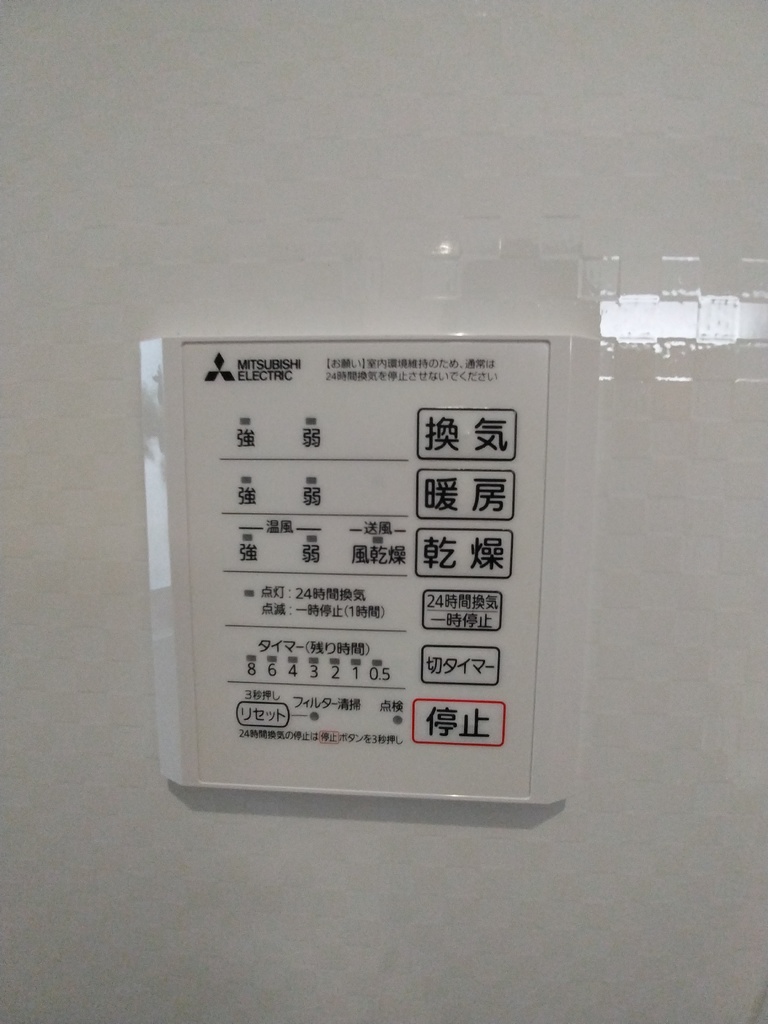 MITSUBISHI
ELECTRIC
【お願い】室内環境維持のため、通常は
24時間換気を停止させないでください
強 弱 換気
強 弱 暖房
温風 送風
強 弱 風乾燥 乾燥
点灯：24時間換気
点滅：一時停止(1時間)
24時間換気
一時停止
タイマー(残り時間)
8 6 4 3 2 1 0.5
切タイマー
3秒押し
リセット フィルター清掃 点検
停止
24時間換気の停止は停止ボタンを3秒押し